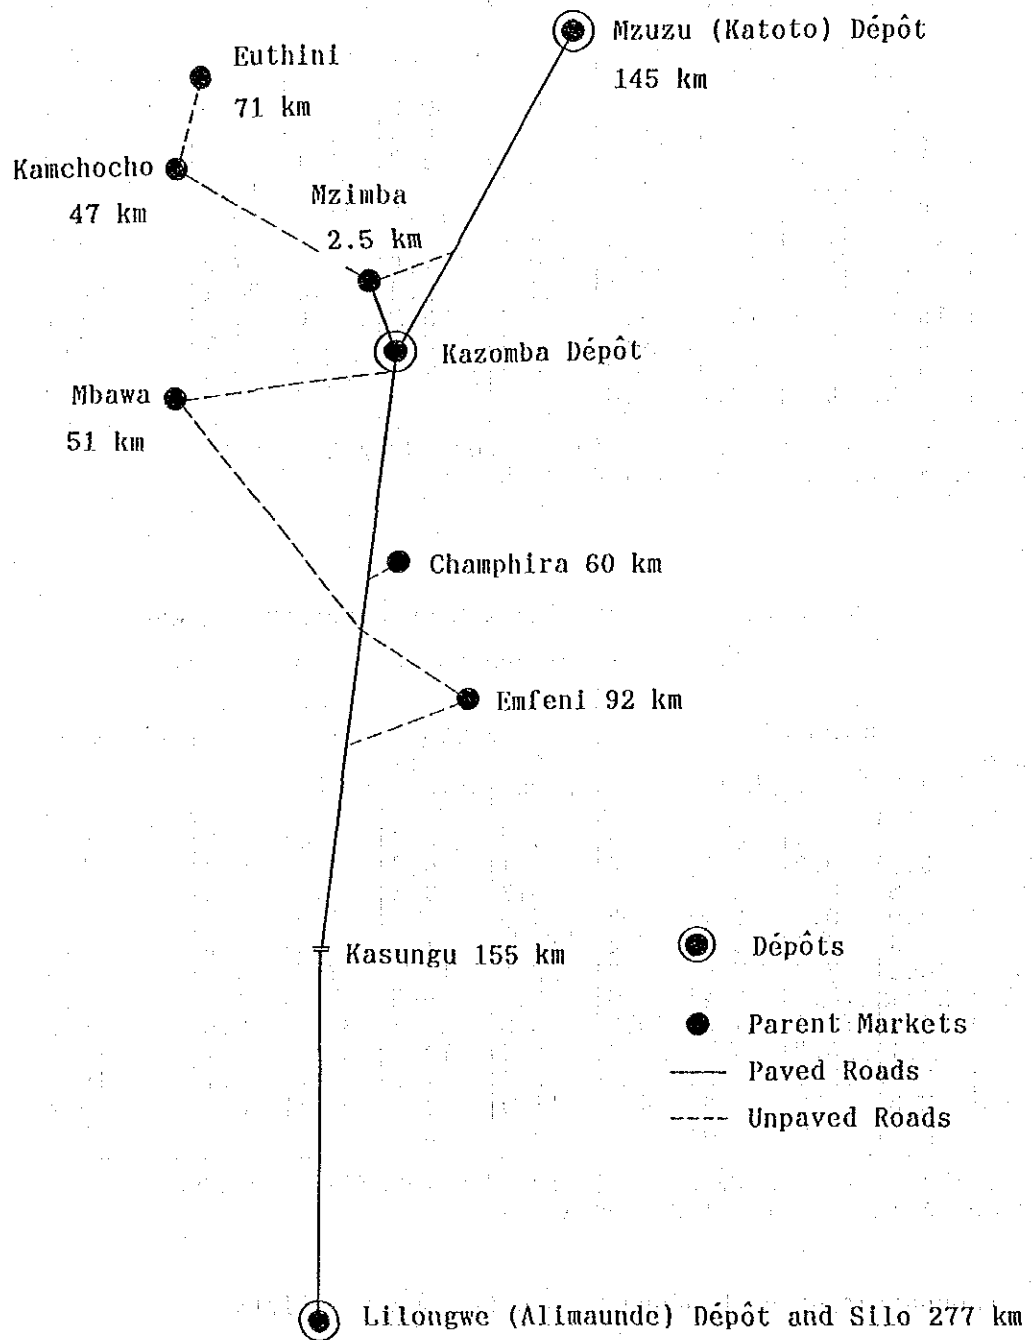 Mzuzu (Katoto) Dépôt
145 km
Euthini
71 km
Kamchocho
47 km
Mzimba
2.5 km
Kazomba Dépôt
Mbawa
51 km
Champhira 60 km
Emfeni 92 km
Kasungu 155 km
Dépôts
Parent Markets
Paved Roads
Unpaved Roads
Lilongwe (Alimaunde) Dépôt and Silo 277 km